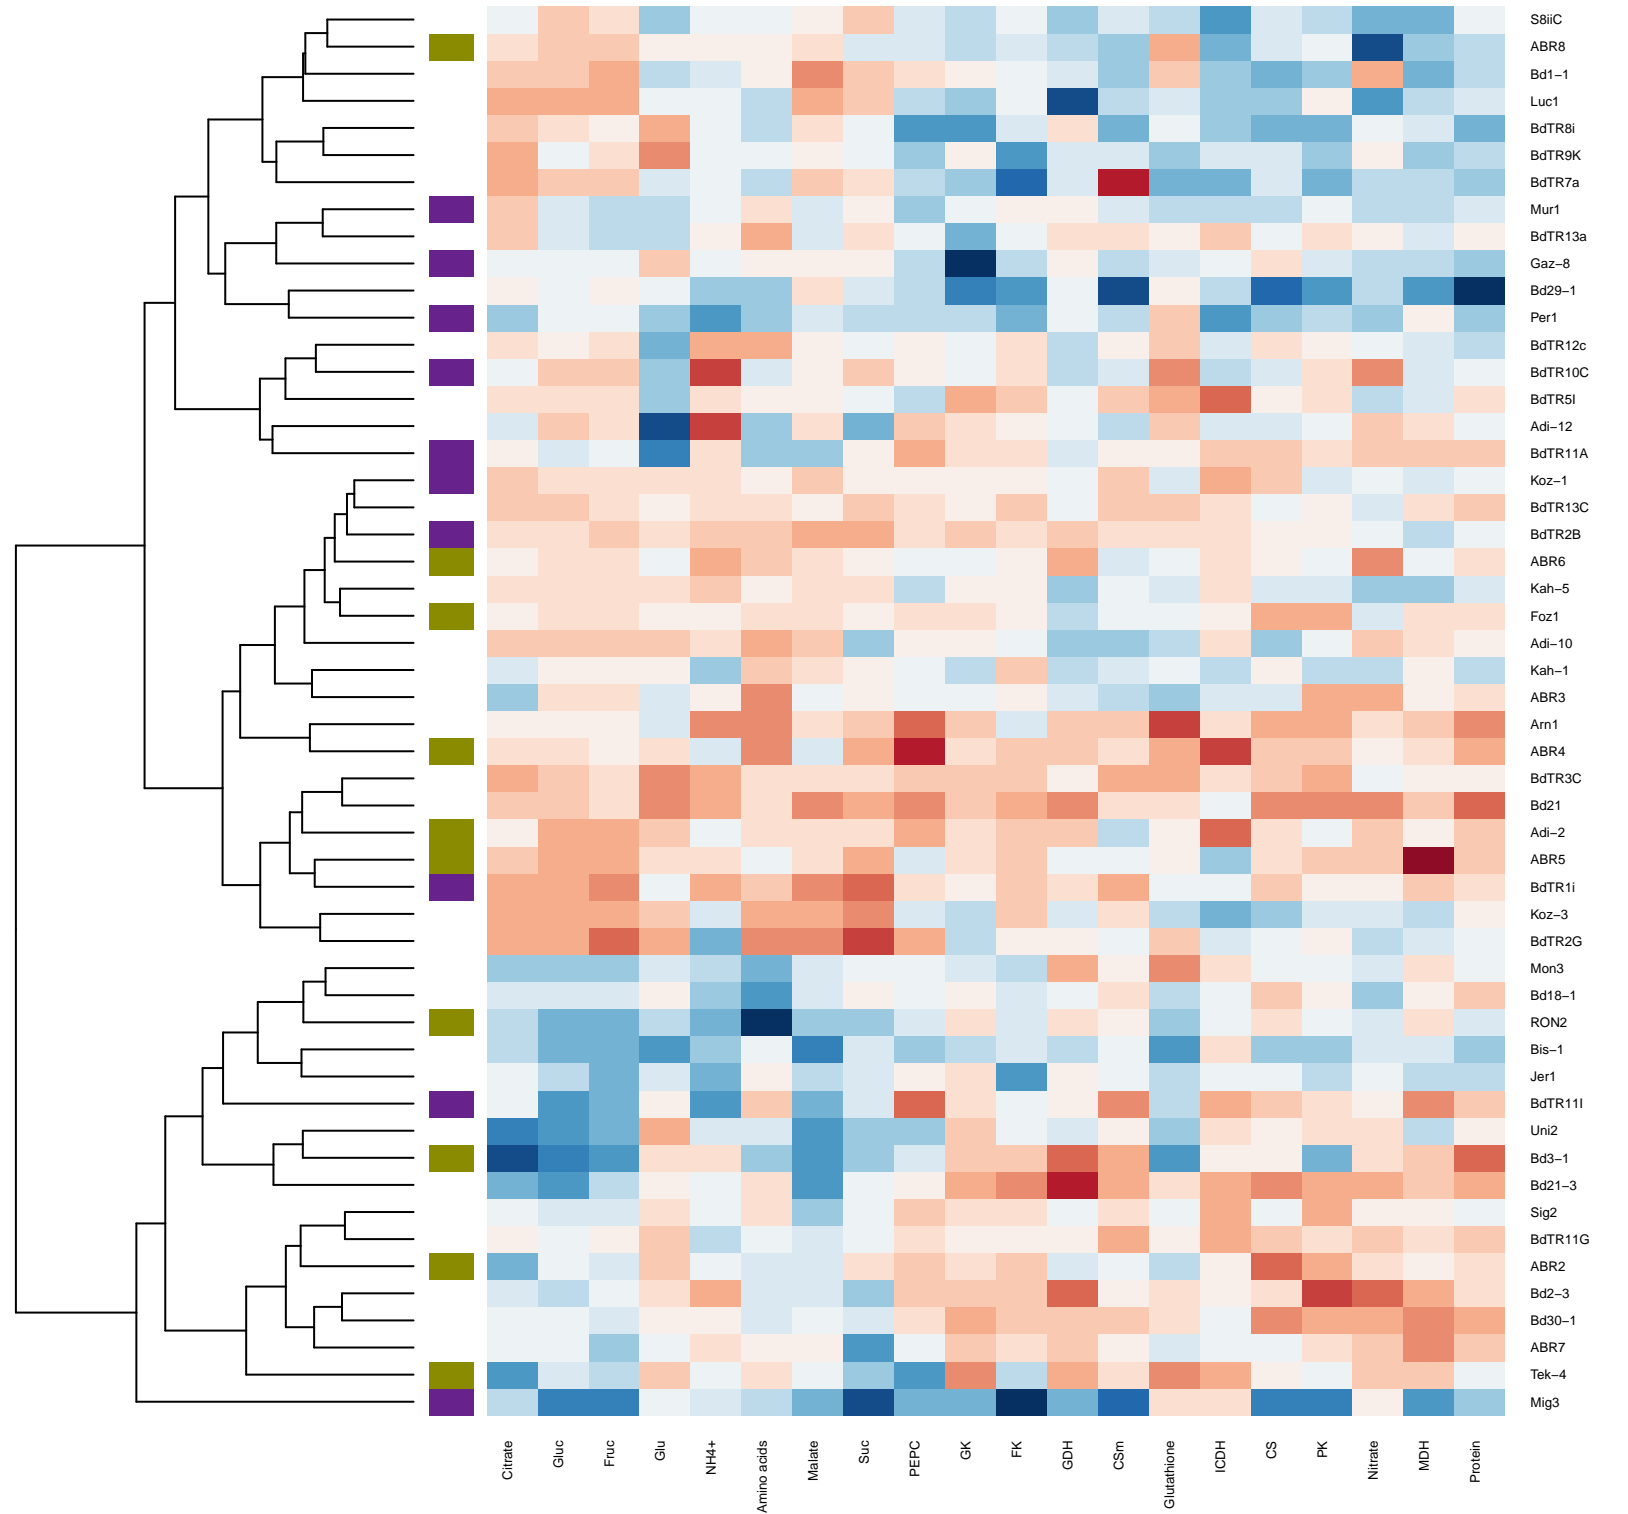 S8iiC
ABR8
Bd1−1
Luc1
BdTR8i
BdTR9K
BdTR7a
Mur1
BdTR13a
Gaz−8
Bd29−1
Per1
BdTR12c
BdTR10C
BdTR5I
Adi−12
BdTR11A
Koz−1
BdTR13C
BdTR2B
ABR6
Kah−5
Foz1
Adi−10
Kah−1
ABR3
Arn1
ABR4
BdTR3C
Bd21
Adi−2
ABR5
BdTR1i
Koz−3
BdTR2G
Mon3
Bd18−1
RON2
Bis−1
Jer1
BdTR11I
Uni2
Bd3−1
Bd21−3
Sig2
BdTR11G
ABR2
Bd2−3
Bd30−1
ABR7
Tek−4
Mig3
Citrate
Gluc
Fruc
Glu
NH4+
Amino acids
Malate
Suc
PEPC
GK
FK
GDH
CSm
Glutathione
ICDH
CS
PK
Nitrate
MDH
Protein